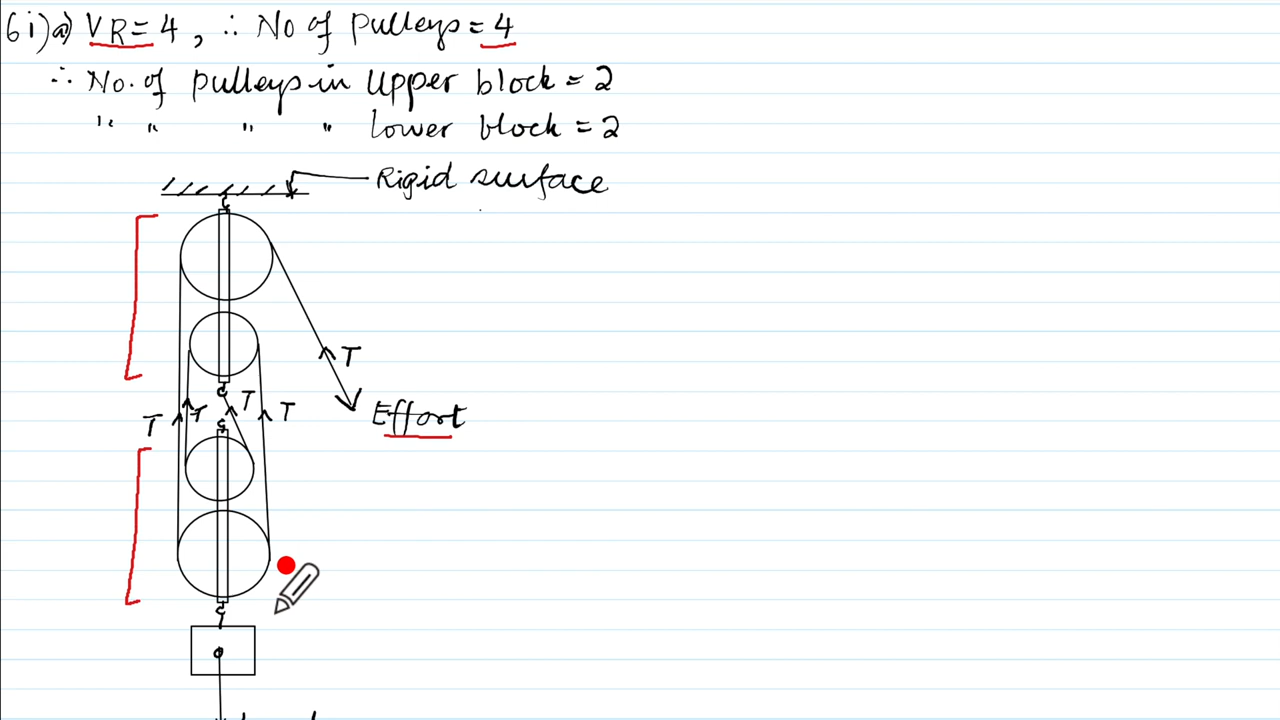 6i)a) VR = 4, ∴ No of pulleys = 4
∴ No. of pulleys in Upper block = 2
" " " " lower block = 2
Rigid surface
T
T T T T
Effort